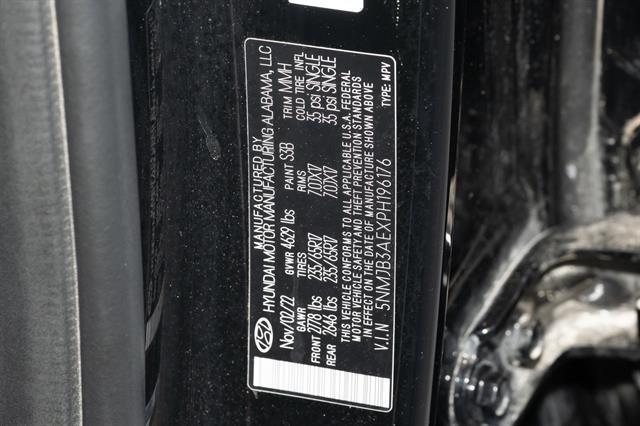 MANUFACTURED BY
HYUNDAI MOTOR MANUFACTURING ALABAMA, LLC
Nov/02/22 GVWR 4629 lbs PAINT S3B TRIM MMH
GAWR TIRES RIMS COLD TIRE INFL
FRONT 2778 lbs 235/65R17 7.0JX17 35 psi SINGLE
REAR 2646 lbs 235/65R17 7.0JX17 35 psi SINGLE
THIS VEHICLE CONFORMS TO ALL APPLICABLE U.S.A. FEDERAL
MOTOR VEHICLE SAFETY AND THEFT PREVENTION STANDARDS
IN EFFECT ON THE DATE OF MANUFACTURE SHOWN ABOVE
V.I.N 5NMJB3AEXPH196176 TYPE: MPV